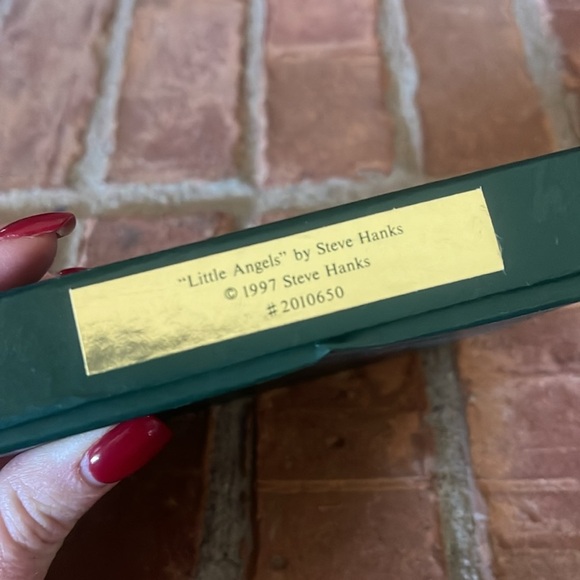 "Little Angels" by Steve Hanks
© 1997 Steve Hanks
#2010650